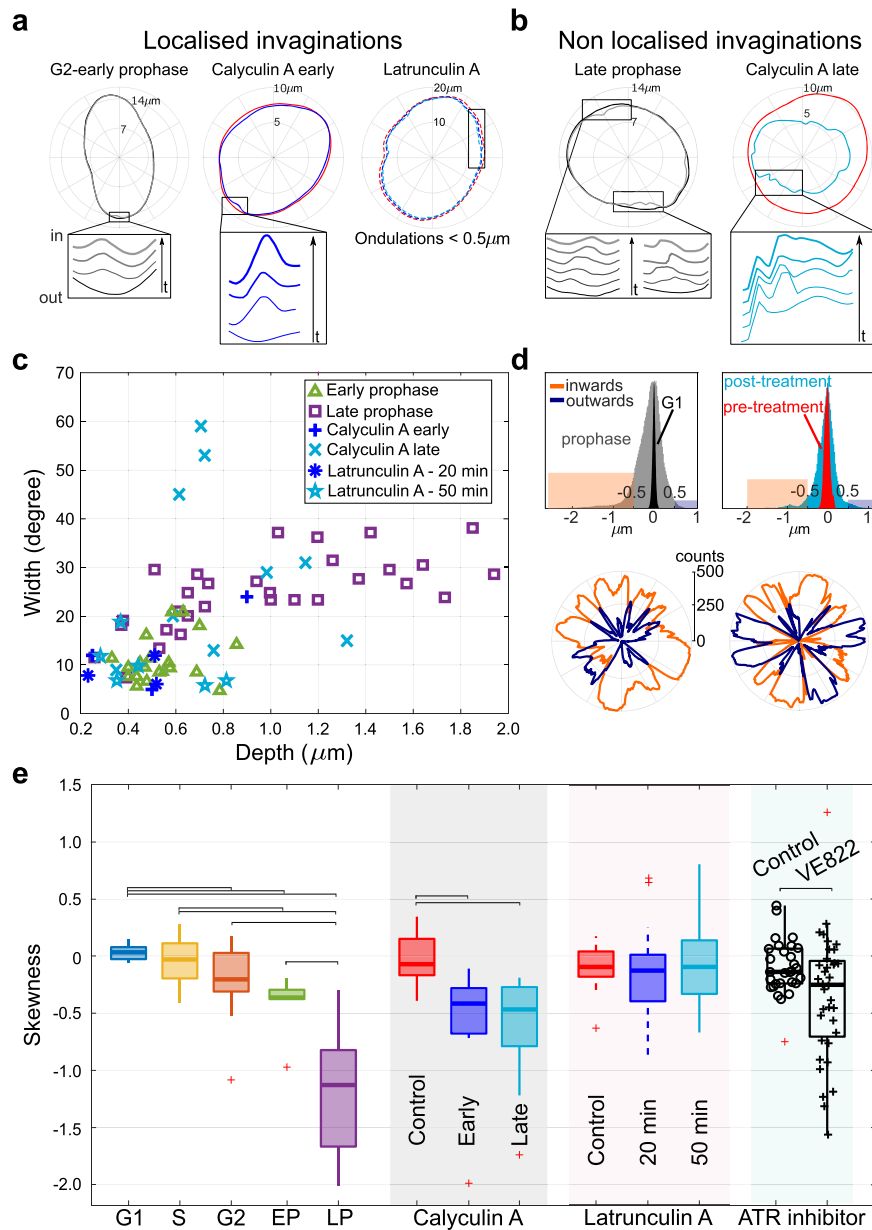 a
Localised invaginations
G2-early prophase
Calyculin A early
Latrunculin A
14μm
7
10μm
5
20μm
10
in
out
t
t
Ondulations < 0.5μm
b
Non localised invaginations
Late prophase
Calyculin A late
14μm
7
10μm
5
t
t
c
70
60
50
40
30
20
10
0
Width (degree)
0.2 0.4 0.6 0.8 1.0 1.2 1.4 1.6 1.8 2.0
Depth (μm)
Early prophase
Late prophase
Calyculin A early
Calyculin A late
Latrunculin A - 20 min
Latrunculin A - 50 min
d
inwards
outwards
G1
prophase
-0.5 0.5
-2 -1 0 1
μm
post-treatment
pre-treatment
-0.5 0.5
-2 -1 0 1
μm
counts
500
250
0
e
1.5
1.0
0.5
0
-0.5
-1.0
-1.5
-2.0
Skewness
Control
Early
Late
Control
20 min
50 min
Control
VE822
G1 S G2 EP LP Calyculin A Latrunculin A ATR inhibitor